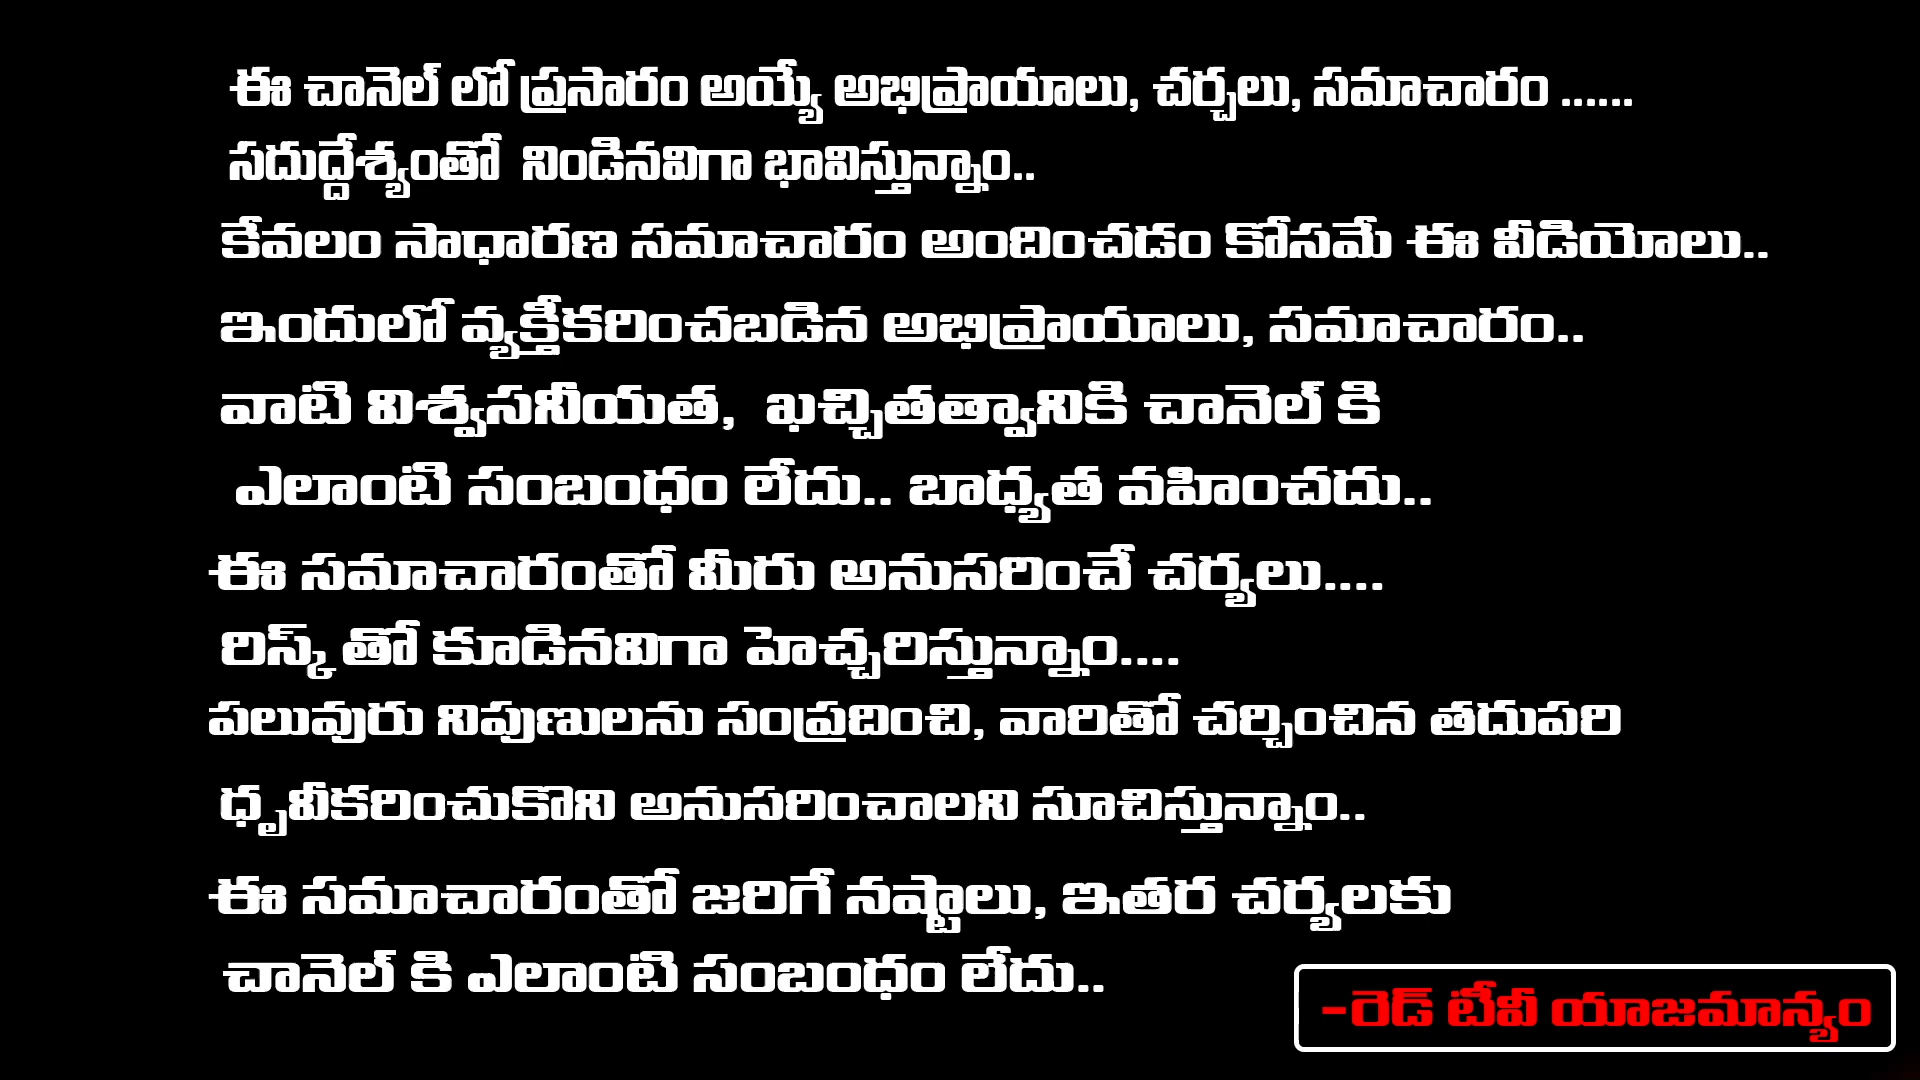 ఈ చానెల్ లో ప్రసారం అయ్యే అభిప్రాయాలు, చర్చలు, సమాచారం ......
సదుద్దేశ్యంతో నిండినవిగా భావిస్తున్నాం..
కేవలం సాధారణ సమాచారం అందించడం కోసమే ఈ వీడియోలు..
ఇందులో వ్యక్తీకరించబడిన అభిప్రాయాలు, సమాచారం..
వాటి విశ్వసనీయత, ఖచ్చితత్వానికి చానెల్ కి
ఎలాంటి సంబంధం లేదు.. బాధ్యత వహించదు..
ఈ సమాచారంతో మీరు అనుసరించే చర్యలు....
రిస్క్ తో కూడినవిగా హెచ్చరిస్తున్నాం....
పలువురు నిపుణులను సంప్రదించి, వారితో చర్చించిన తదుపరి
ధృవీకరించుకొని అనుసరించాలని సూచిస్తున్నాం..
ఈ సమాచారంతో జరిగే నష్టాలు, ఇతర చర్యలకు
చానెల్ కి ఎలాంటి సంబంధం లేదు..
-రెడ్ టీవీ యాజమాన్యం